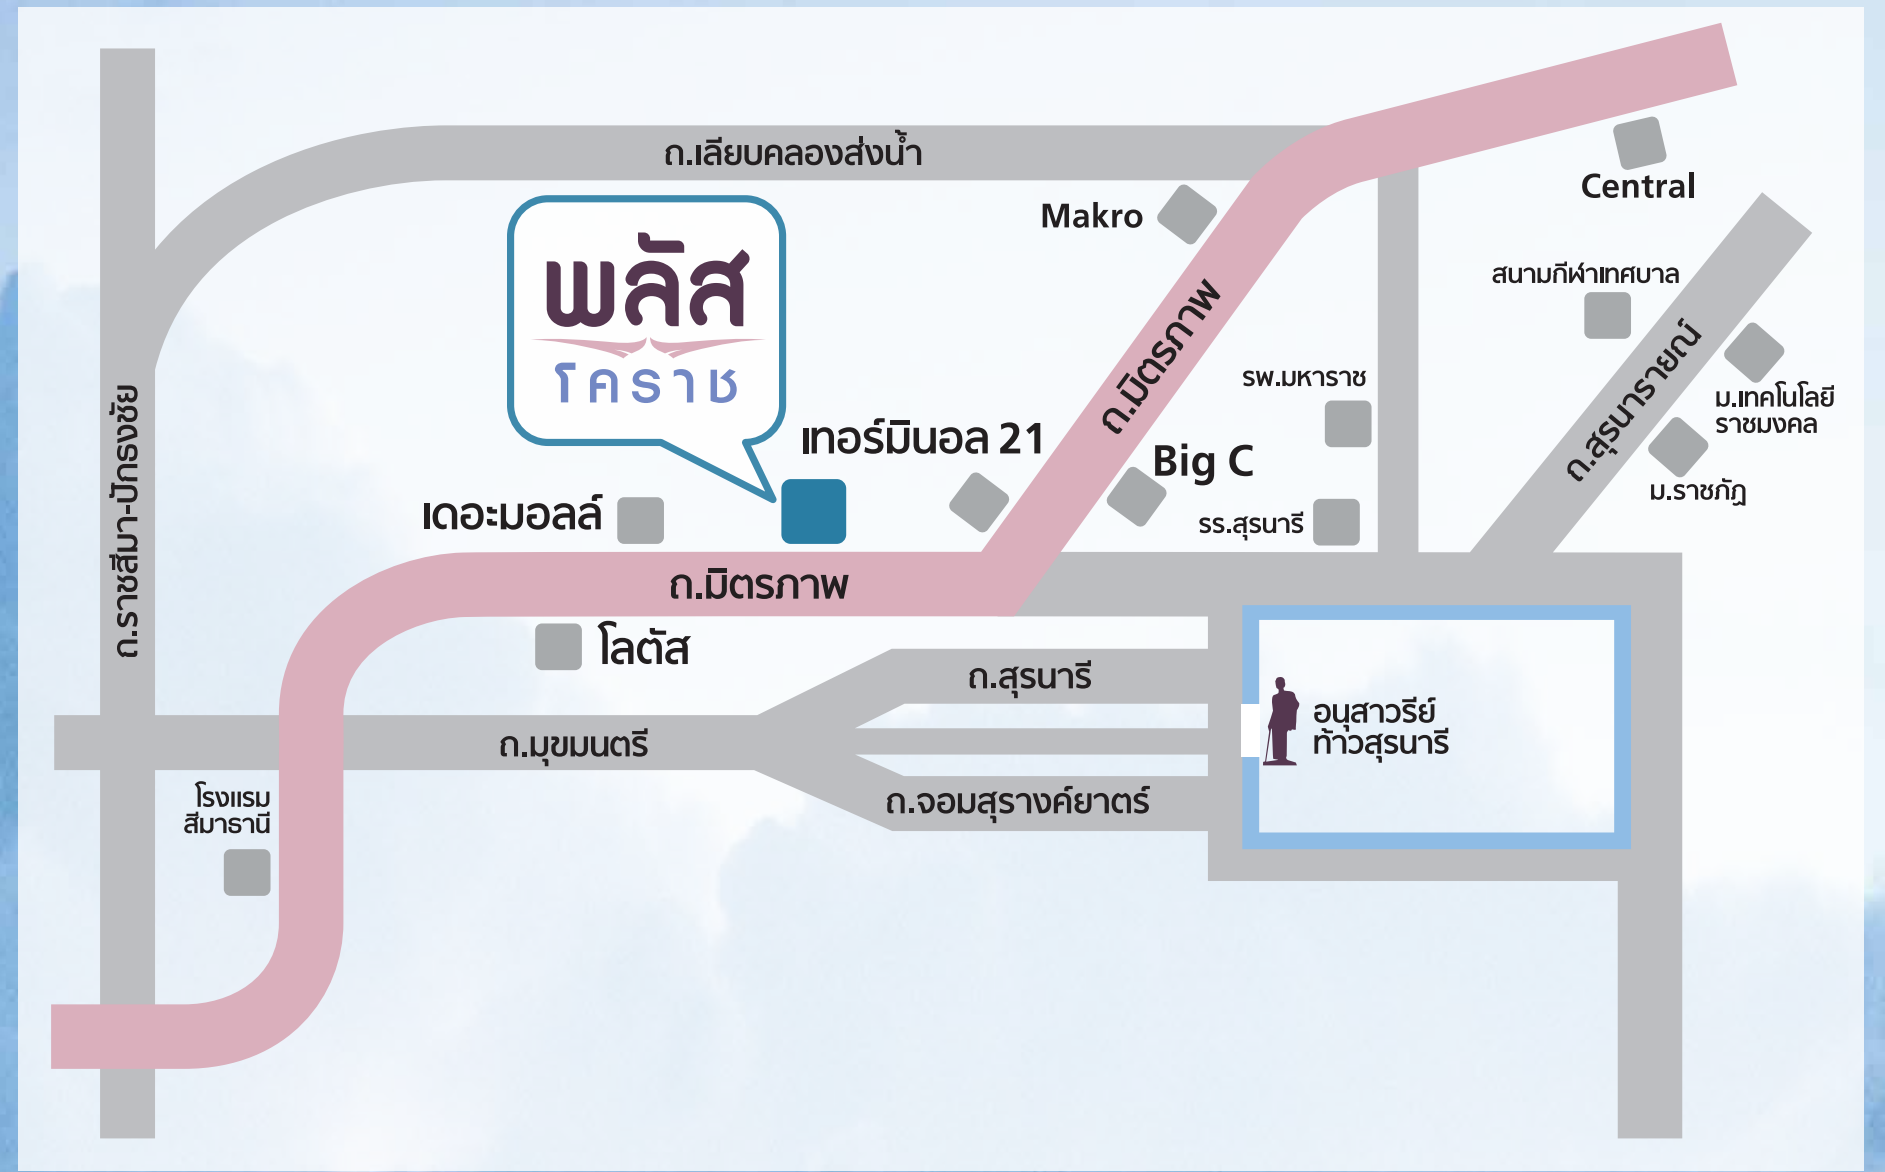 ถ.เลียบคลองส่งน้ำ
Central
Makro
พลัส
โคราช
สนามกีฬาเทศบาล
ถ.มิตรภาพ
ถ.สุรนารายณ์
รพ.มหาราช
ม.เทคโนโลยี
ราชมงคล
ถ.ราชสีมา-ปักธงชัย
เทอร์มินอล 21
Big C
ม.ราชภัฏ
เดอะมอลล์
รร.สุรนารี
ถ.มิตรภาพ
โลตัส
ถ.สุรนารี
อนุสาวรีย์
ท้าวสุรนารี
ถ.มุขมนตรี
โรงแรม
สีมาธานี
ถ.จอมสุรางค์ยาตร์